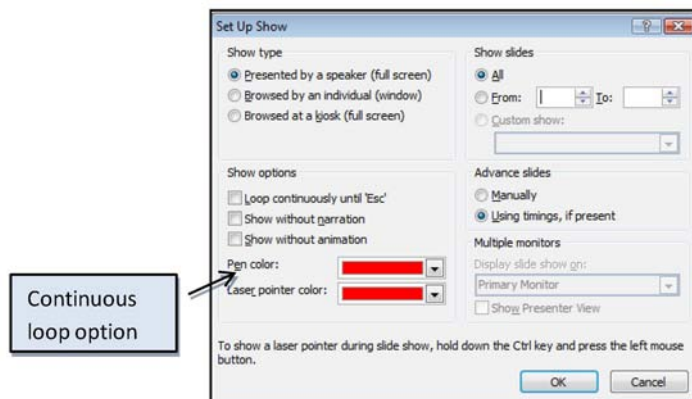 Set Up Show
Show type
Presented by a speaker (full screen)
Browsed by an individual (window)
Browsed at a kiosk (full screen)
Show slides
All
From: To:
Custom show:
Show options
Loop continuously until 'Esc'
Show without narration
Show without animation
Pen color:
Laser pointer color:
Advance slides
Manually
Using timings, if present
Multiple monitors
Display slide show on:
Primary Monitor
Show Presenter View
To show a laser pointer during slide show, hold down the Ctrl key and press the left mouse
button.
OK Cancel
Continuous
loop option